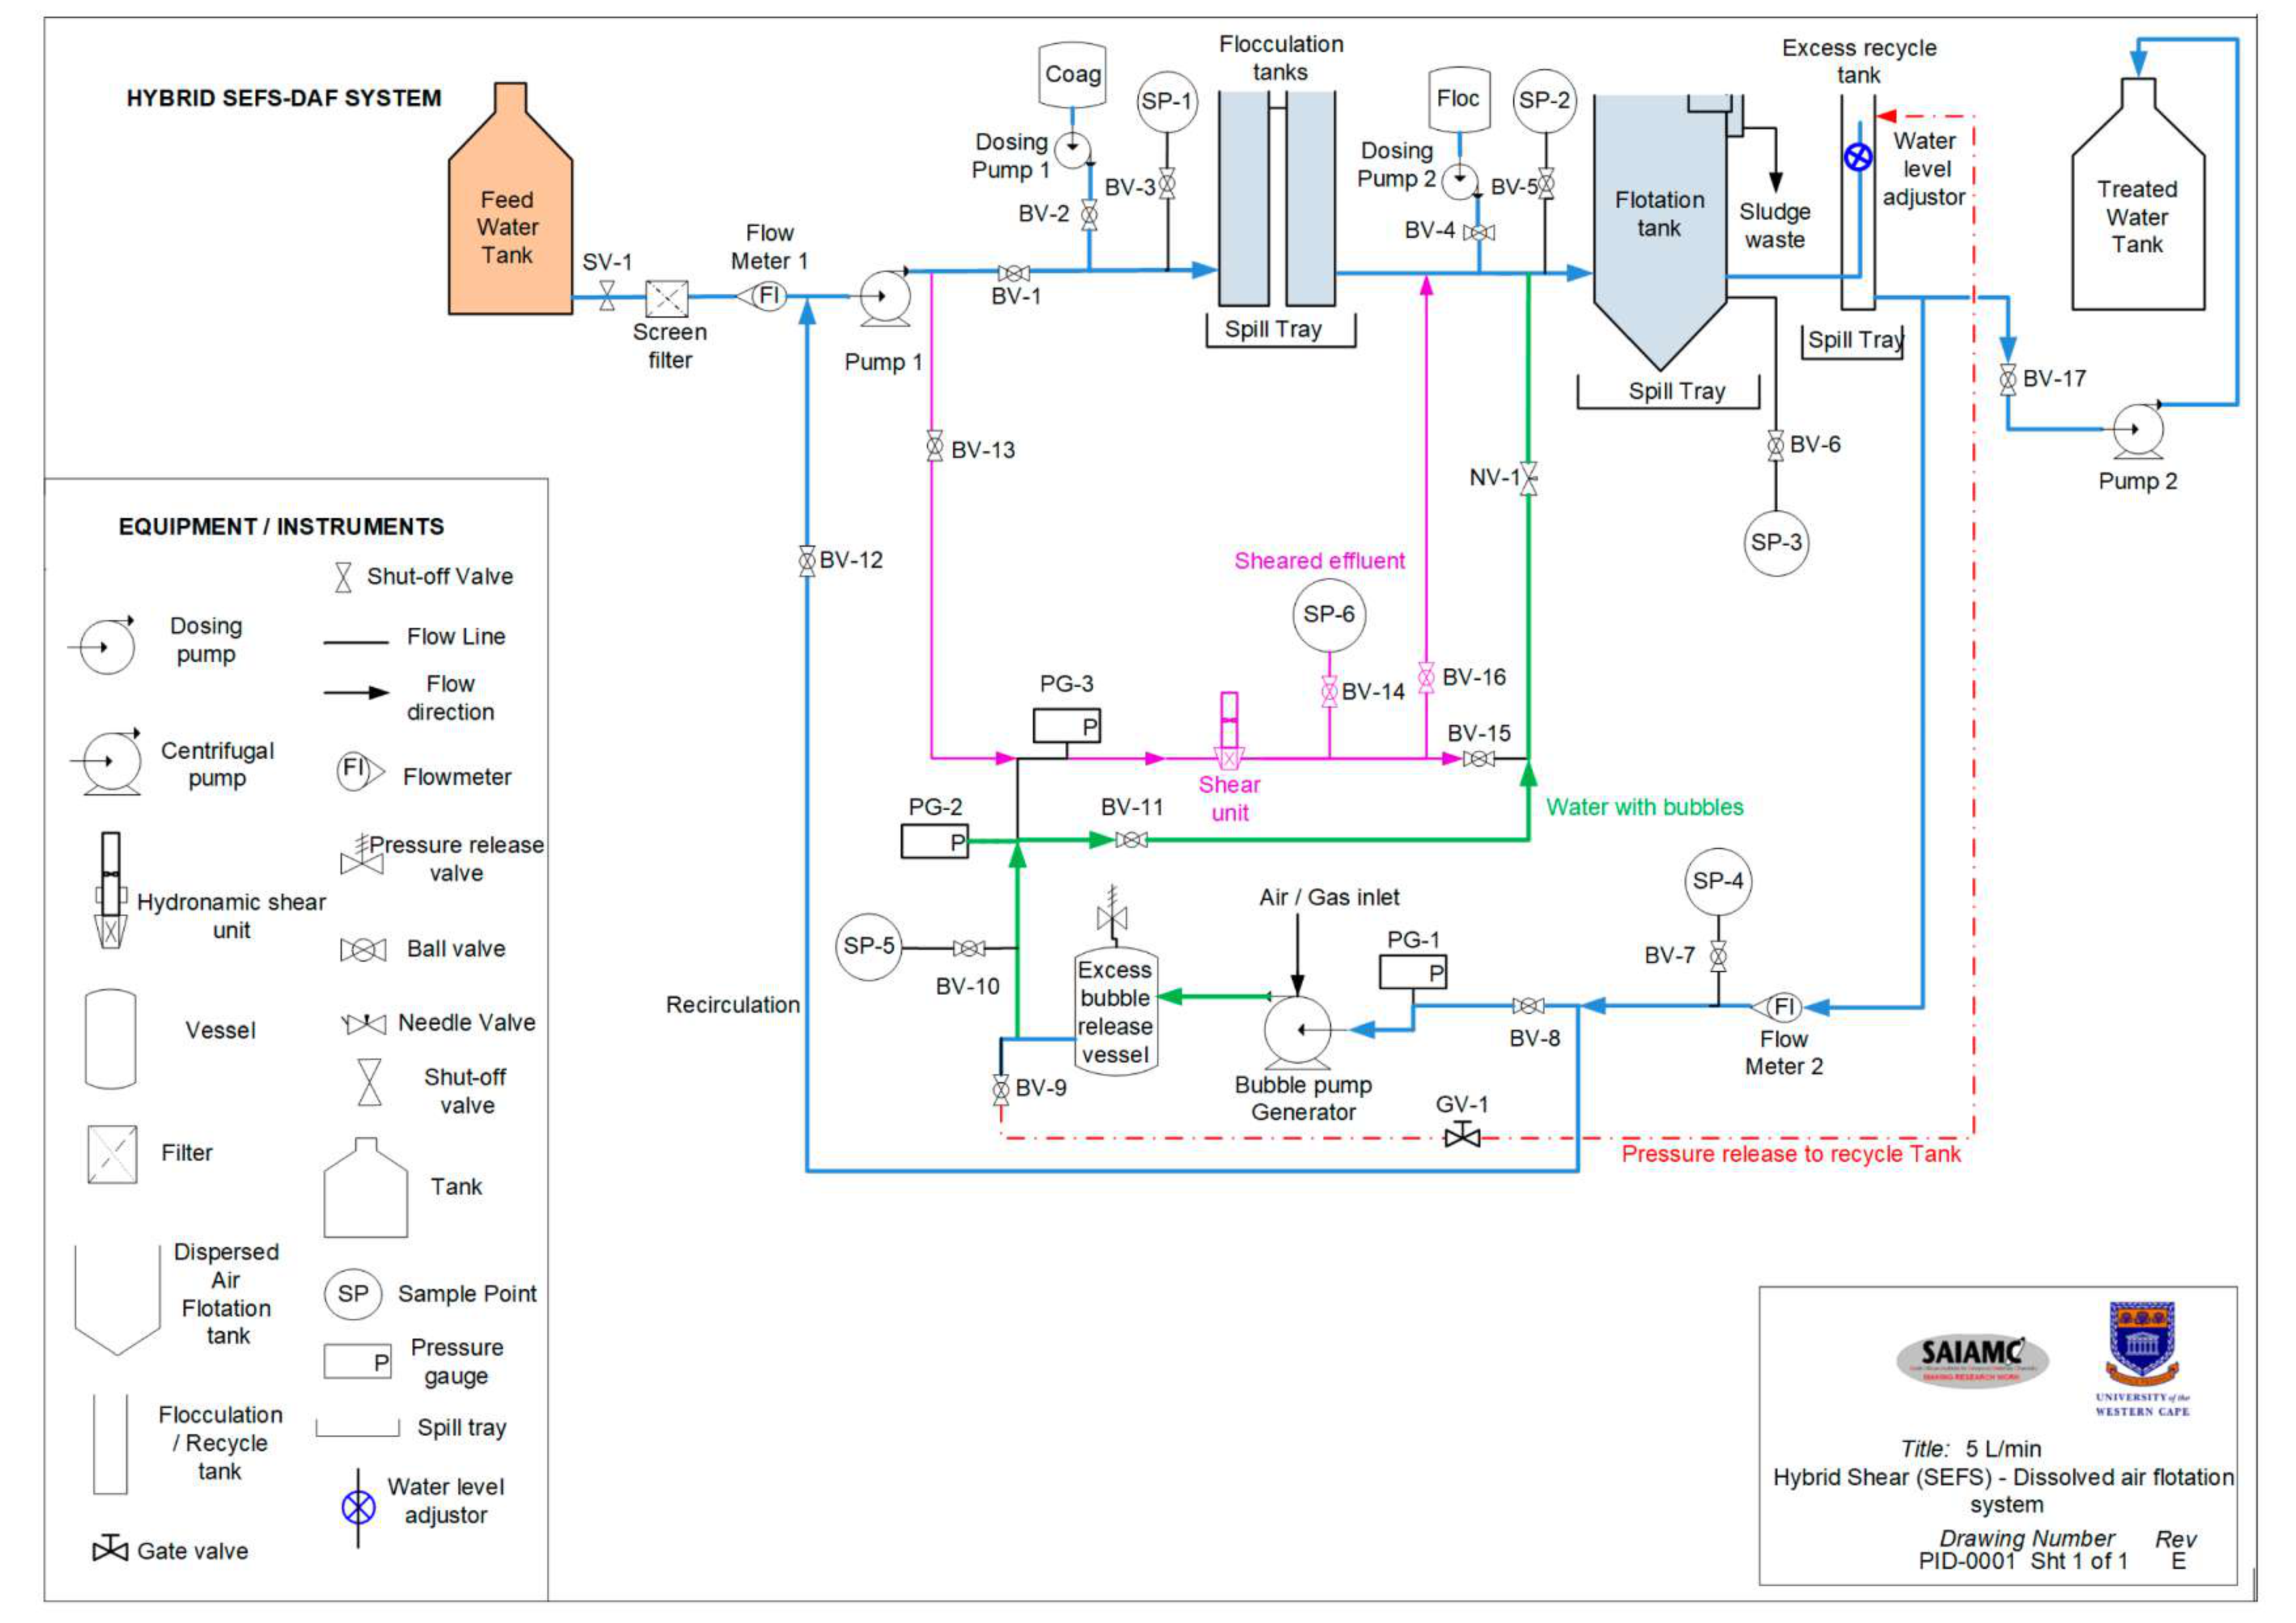 HYBRID SEFS-DAF SYSTEM
Feed
Water
Tank
SV-1
Screen
filter
Flow
Meter 1
FI
Pump 1
BV-1
Coag
Dosing
Pump 1
BV-2
SP-1
BV-3
Flocculation
tanks
Spill Tray
Floc
Dosing
Pump 2
BV-4
SP-2
BV-5
Flotation
tank
Spill Tray
Sludge
waste
Excess recycle
tank
Water
level
adjustor
Spill Tray
Treated
Water
Tank
BV-17
Pump 2
BV-6
SP-3
BV-13
BV-12
NV-1
Sheared effluent
SP-6
BV-14
BV-16
BV-15
PG-3
P
Shear
unit
PG-2
P
BV-11
Water with bubbles
SP-5
BV-10
Recirculation
Excess
bubble
release
vessel
Air / Gas inlet
Bubble pump
Generator
PG-1
P
BV-8
SP-4
BV-7
FI
Flow
Meter 2
BV-9
GV-1
Pressure release to recycle Tank
EQUIPMENT / INSTRUMENTS
Shut-off Valve
Dosing
pump
Flow Line
Flow
direction
Centrifugal
pump
FI
Flowmeter
Pressure release
valve
Hydronamic shear
unit
Ball valve
Vessel
Needle Valve
Shut-off
valve
Filter
Tank
Dispersed
Air
Flotation
tank
SP
Sample Point
P
Pressure
gauge
Flocculation
/ Recycle
tank
Spill tray
Water level
adjustor
Gate valve
SAIAMC
MAKING RESEARCH WORK
UNIVERSITY of the
WESTERN CAPE
Title: 5 L/min
Hybrid Shear (SEFS) - Dissolved air flotation
system
Drawing Number Rev
PID-0001 Sht 1 of 1 E